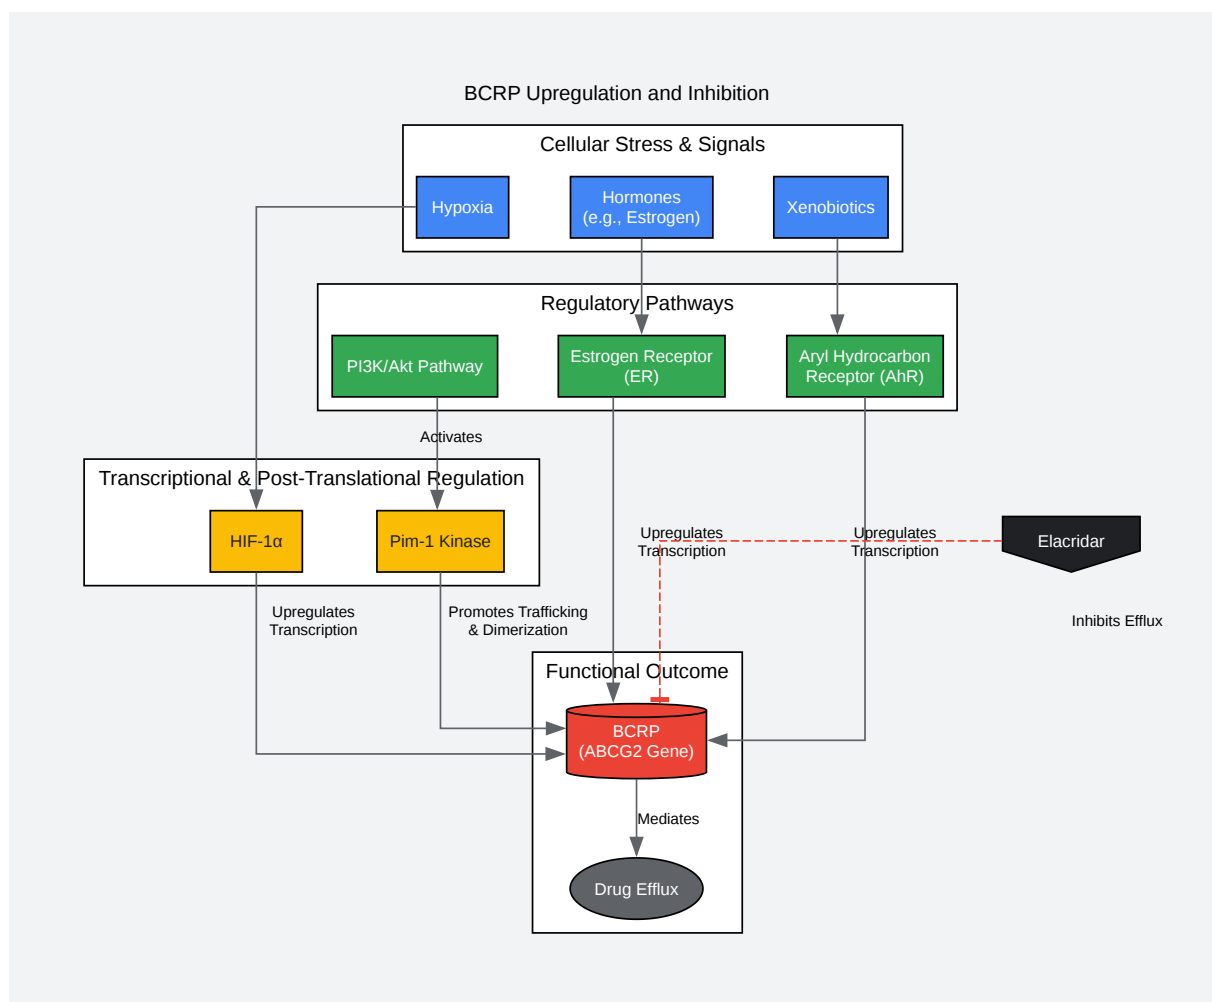 BCRP Upregulation and Inhibition
Cellular Stress & Signals
Hypoxia
Hormones
(e.g., Estrogen)
Xenobiotics
Regulatory Pathways
PI3K/Akt Pathway
Estrogen Receptor
(ER)
Aryl Hydrocarbon
Receptor (AhR)
Activates
Transcriptional & Post-Translational Regulation
HIF-1α
Pim-1 Kinase
Upregulates
Transcription
Upregulates
Transcription
Elacridar
Upregulates
Transcription
Promotes Trafficking
& Dimerization
Inhibits Efflux
Functional Outcome
BCRP
(ABCG2 Gene)
Mediates
Drug Efflux